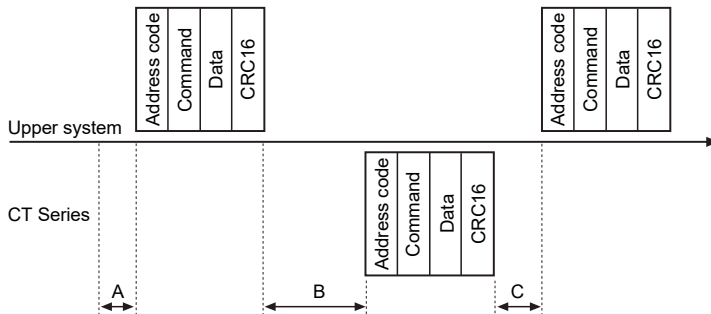 Address code
Command
Data
CRC16
Address code
Command
Data
CRC16
Upper system
Address code
Command
Data
CRC16
CT Series
A
B
C